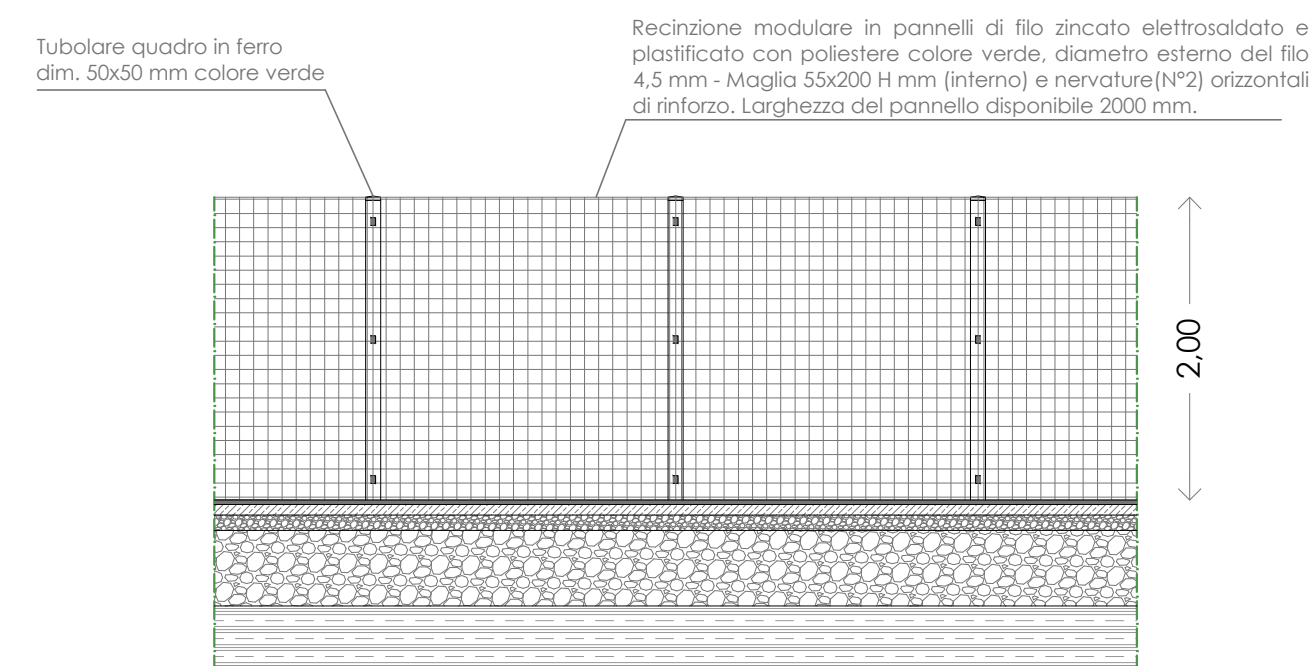 Tubolare quadro in ferro
dim. 50x50 mm colore verde
Recinzione modulare in pannelli di filo zincato elettrosaldato e
plastificato con poliestere colore verde, diametro esterno del filo
4,5 mm - Maglia 55x200 H mm (interno) e nervature(N°2) orizzontali
di rinforzo. Larghezza del pannello disponibile 2000 mm.
2,00